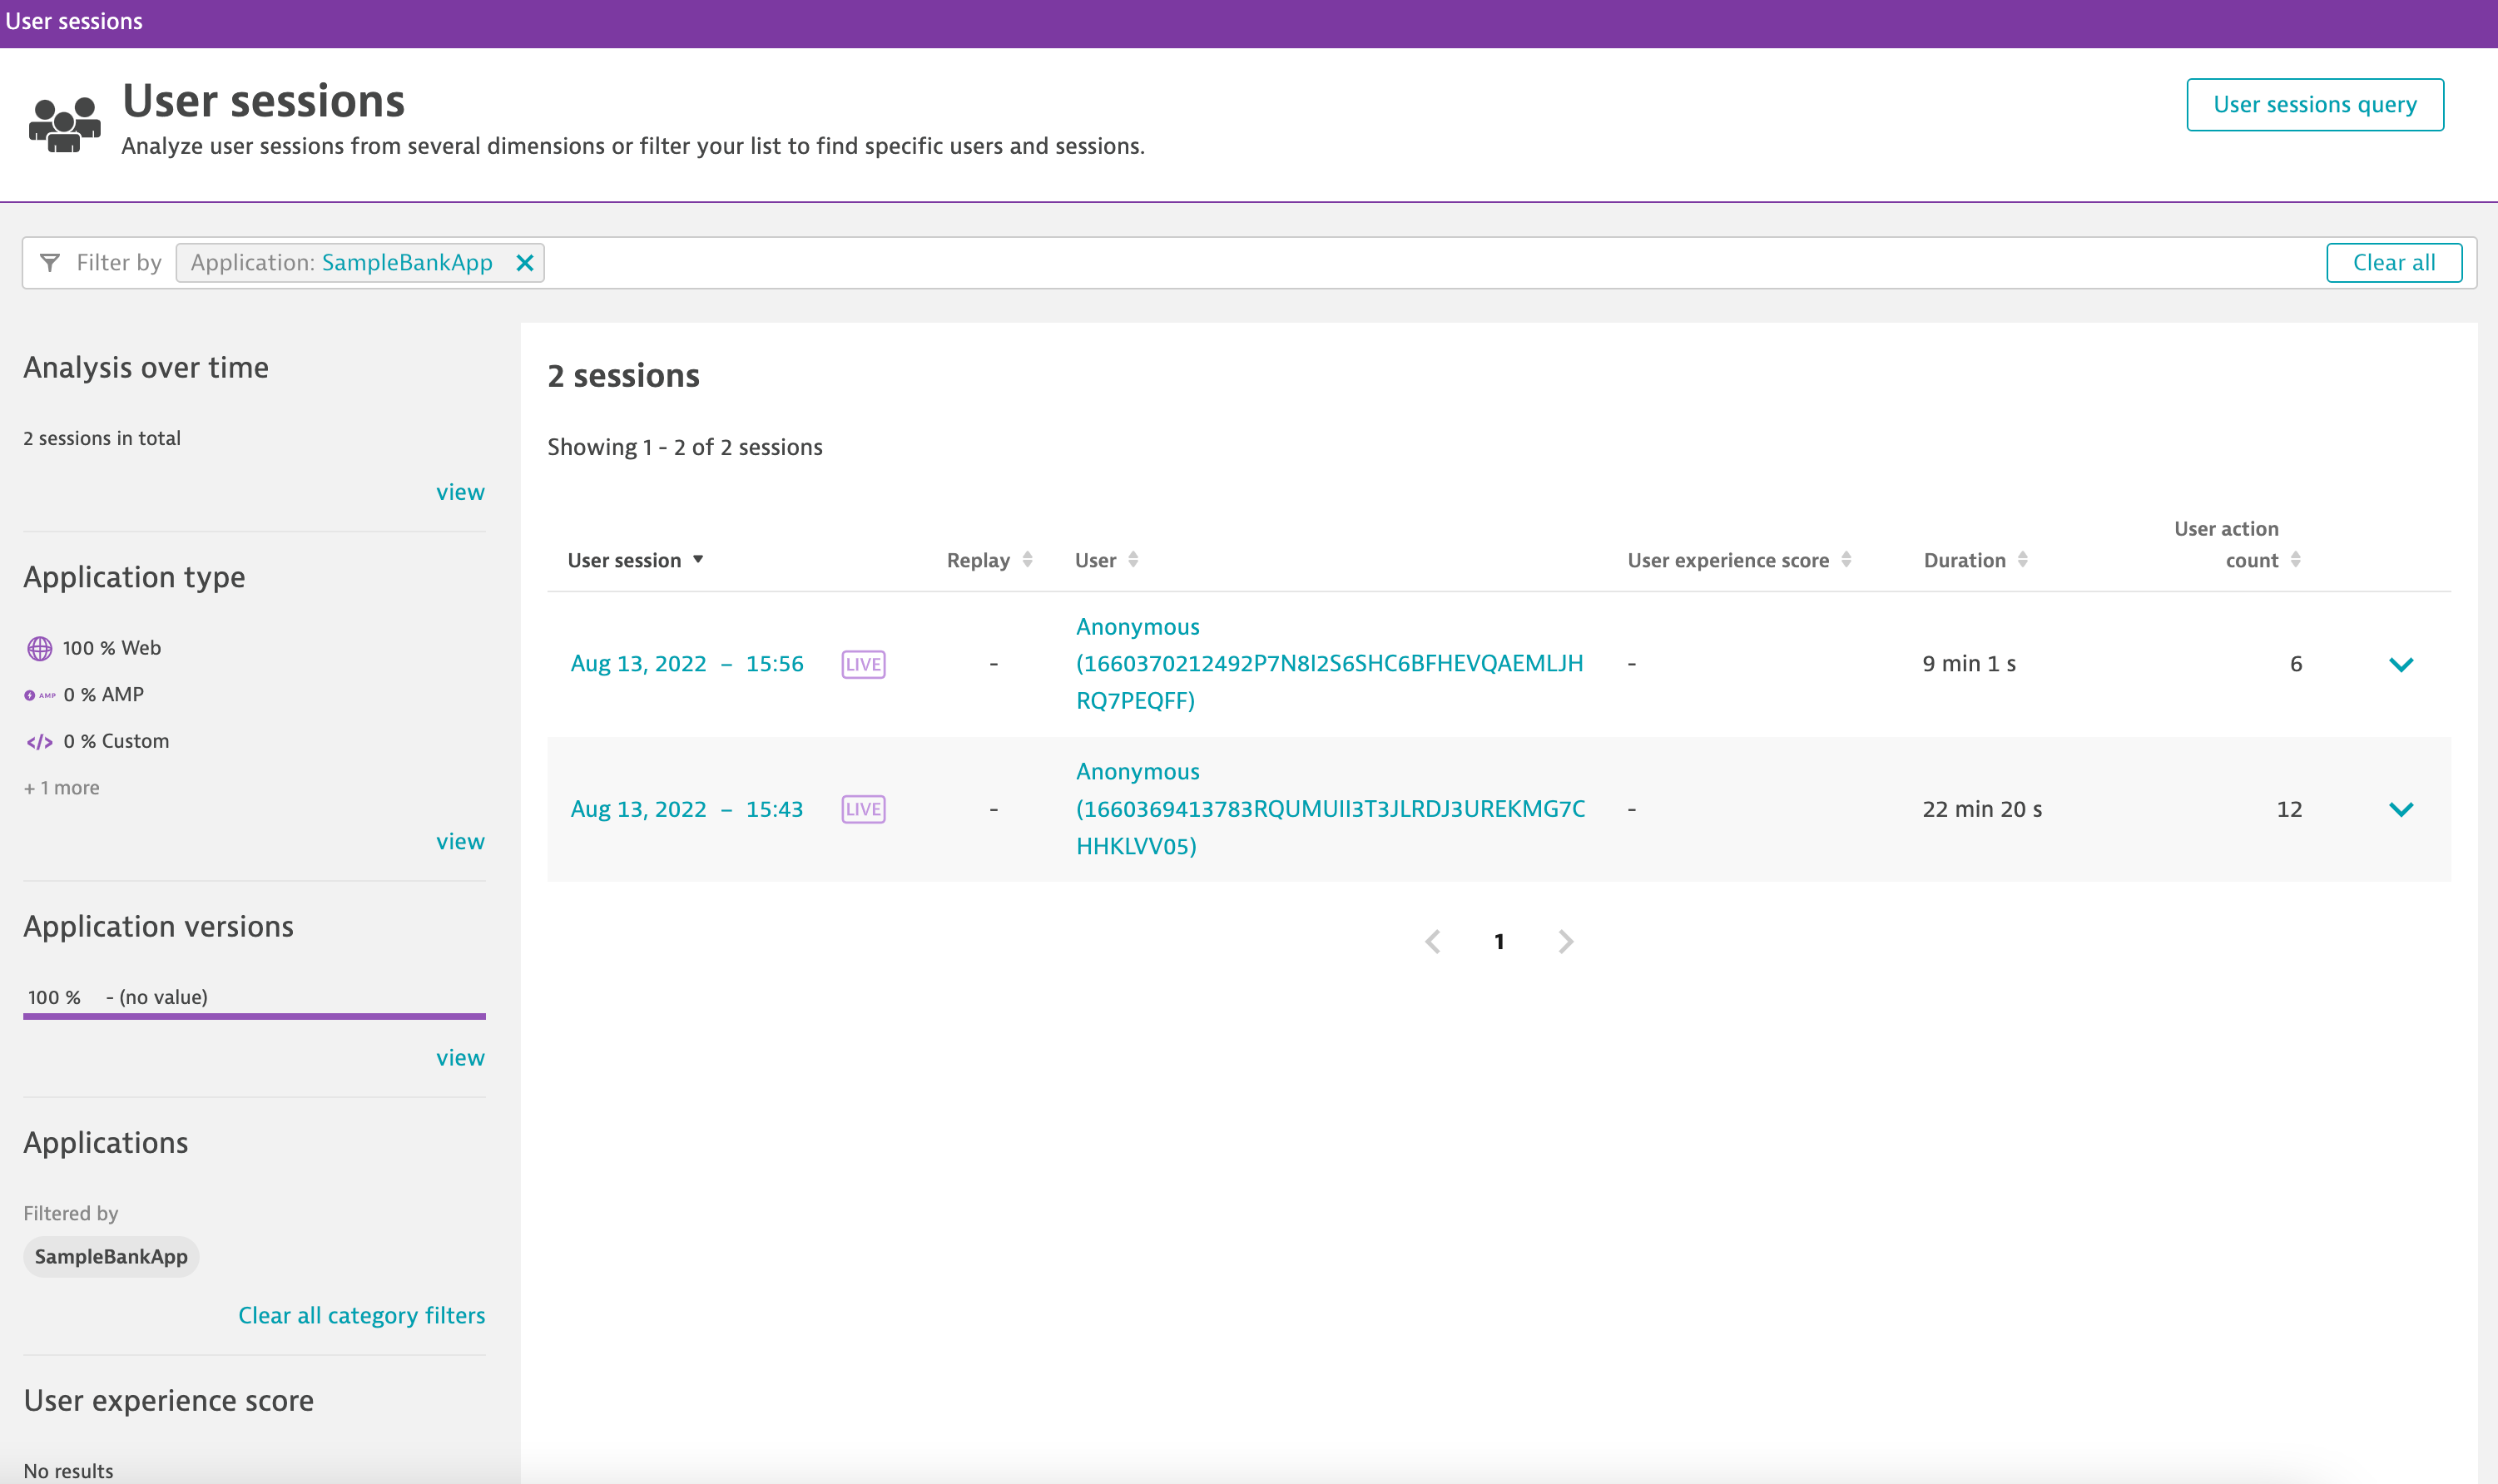 User sessions
User sessions
Analyze user sessions from several dimensions or filter your list to find specific users and sessions.
User sessions query
Filter by Application: SampleBankApp Clear all
Analysis over time
2 sessions in total
view
Application type
100 % Web
AMP 0 % AMP
</> 0 % Custom
+ 1 more
view
Application versions
100 % - (no value)
view
Applications
Filtered by
SampleBankApp
Clear all category filters
User experience score
No results
2 sessions
Showing 1 - 2 of 2 sessions
User session Replay User User experience score Duration User action count
Aug 13, 2022 – 15:56 LIVE -
Anonymous
(1660370212492P7N8I2S6SHC6BFHEVQAEMLJH
RQ7PEQFF)
- 9 min 1 s 6
Aug 13, 2022 – 15:43 LIVE -
Anonymous
(1660369413783RQUMUII3T3JLRDJ3UREKMG7C
HHKLVV05)
- 22 min 20 s 12
1